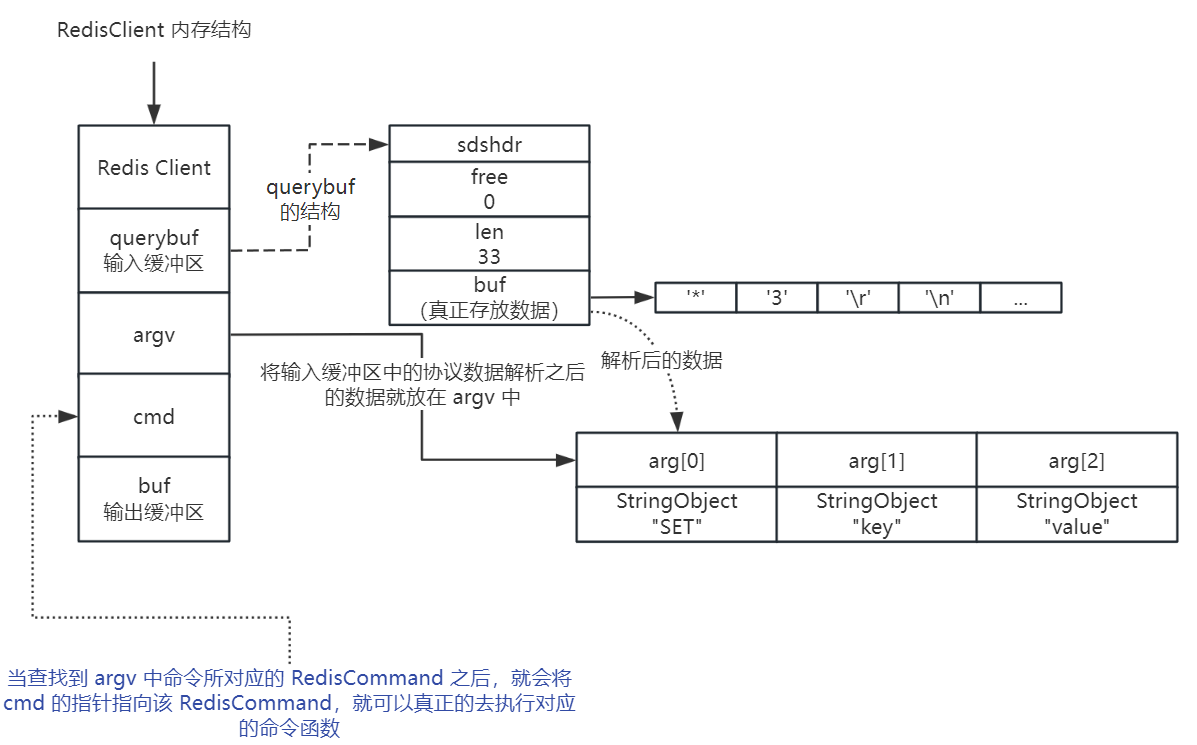 RedisClient 内存结构
Redis Client
querybuf
输入缓冲区
argv
cmd
buf
输出缓冲区
querybuf
的结构
sdshdr
free
0
len
33
buf
（真正存放数据）
'*' '3' '\r' '\n' ...
解析后的数据
将输入缓冲区中的协议数据解析之后
的数据就放在 argv 中
arg[0] arg[1] arg[2]
StringObject StringObject StringObject
"SET" "key" "value"
当查找到 argv 中命令所对应的 RedisCommand 之后，就会将
cmd 的指针指向该 RedisCommand，就可以真正的去执行对应
的命令函数